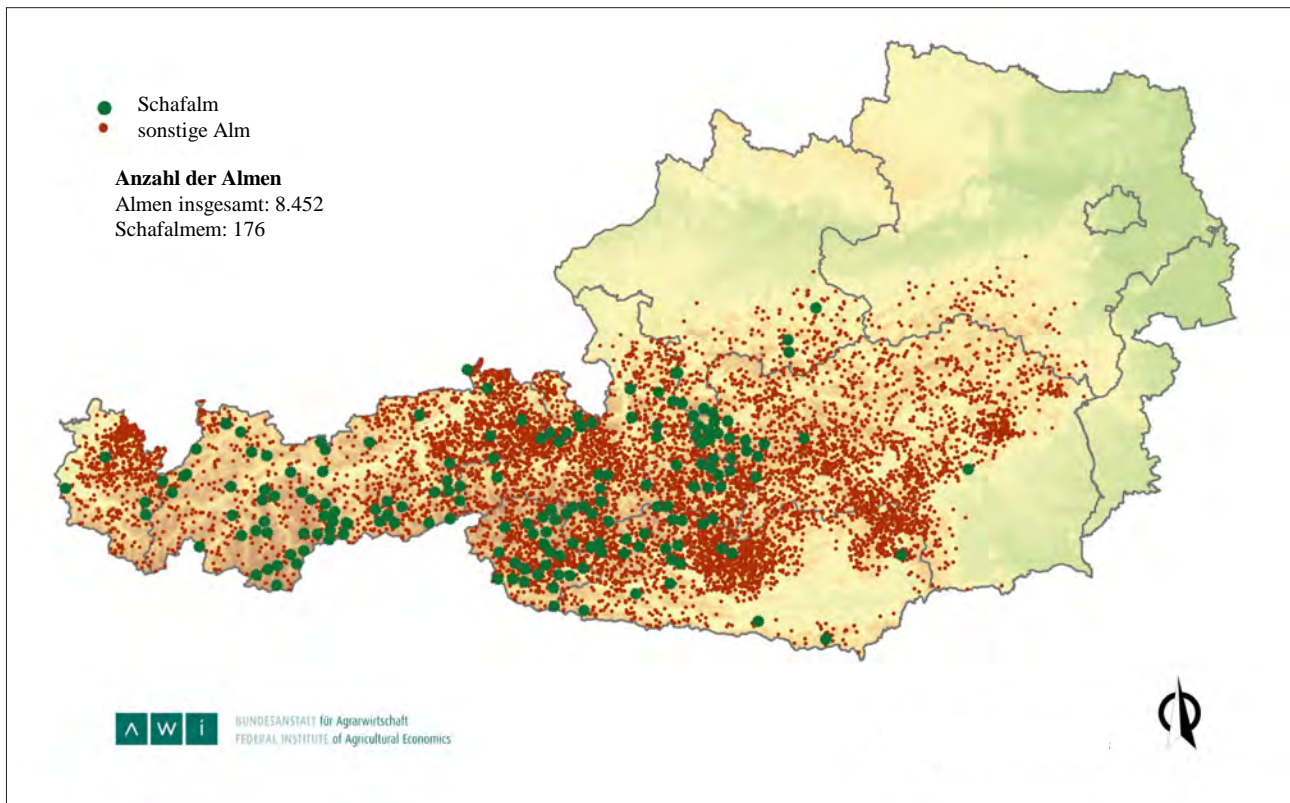 Schafalm
sonstige Alm
Anzahl der Almen
Almen insgesamt: 8.452
Schafalmem: 176
AWi BUNDESANSTALT für Agrarwirtschaft
FEDERAL INSTITUTE of Agricultural Economics